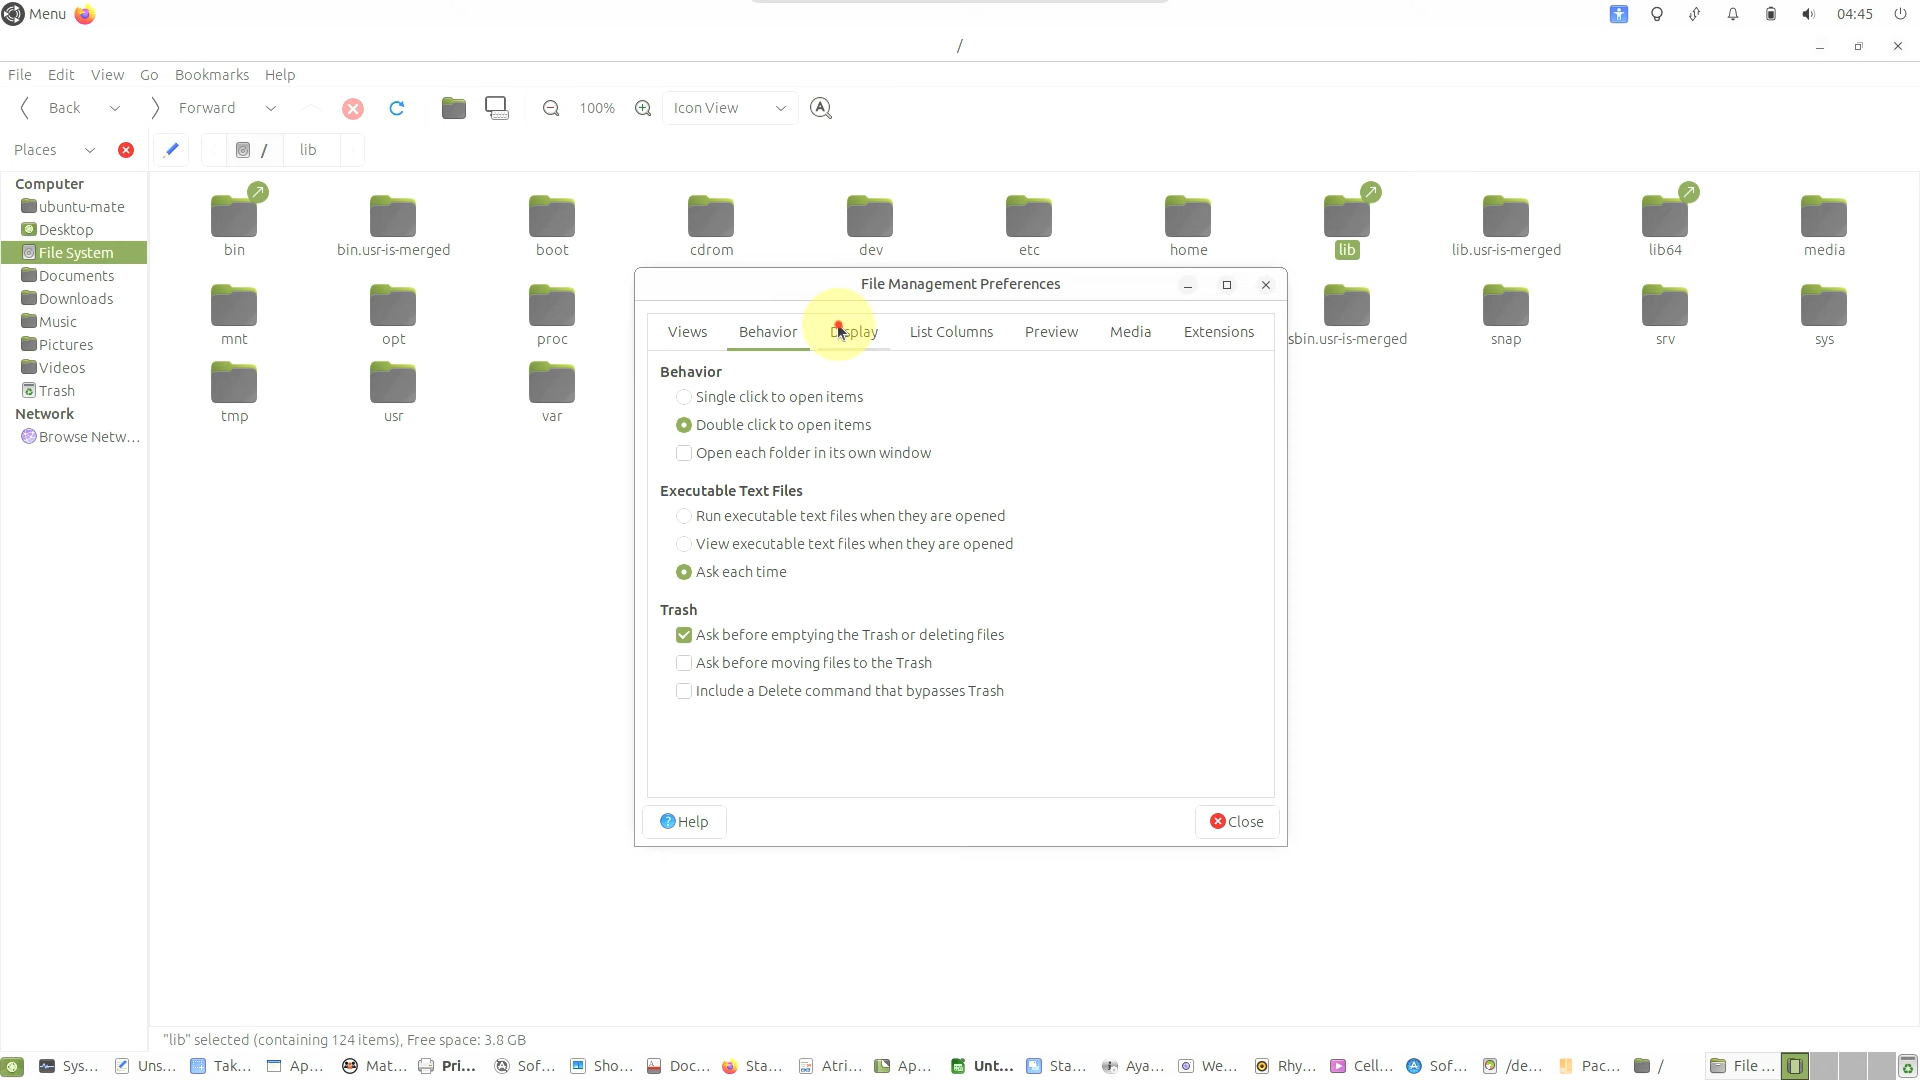 Menu 04:45
/
File Edit View Go Bookmarks Help
Back Forward 100% Icon View
Places / lib
Computer
ubuntu-mate
Desktop
File System
Documents
Downloads
Music
Pictures
Videos
Trash
Network
Browse Netw...
bin bin.usr-is-merged boot cdrom dev etc home lib lib.usr-is-merged lib64 media
mnt opt proc sbin.usr-is-merged snap srv sys
tmp usr var
File Management Preferences
Views Behavior Display List Columns Preview Media Extensions
Behavior
Single click to open items
Double click to open items
Open each folder in its own window
Executable Text Files
Run executable text files when they are opened
View executable text files when they are opened
Ask each time
Trash
Ask before emptying the Trash or deleting files
Ask before moving files to the Trash
Include a Delete command that bypasses Trash
Help Close
"lib" selected (containing 124 items), Free space: 3.8 GB
Sys... Uns... Tak... Ap... Mat... Pri... Sof... Sho... Doc... Sta... Atri... Ap... Unt... Sta... Aya... We... Rhy... Cell... Sof... /de... Pac... / File ...